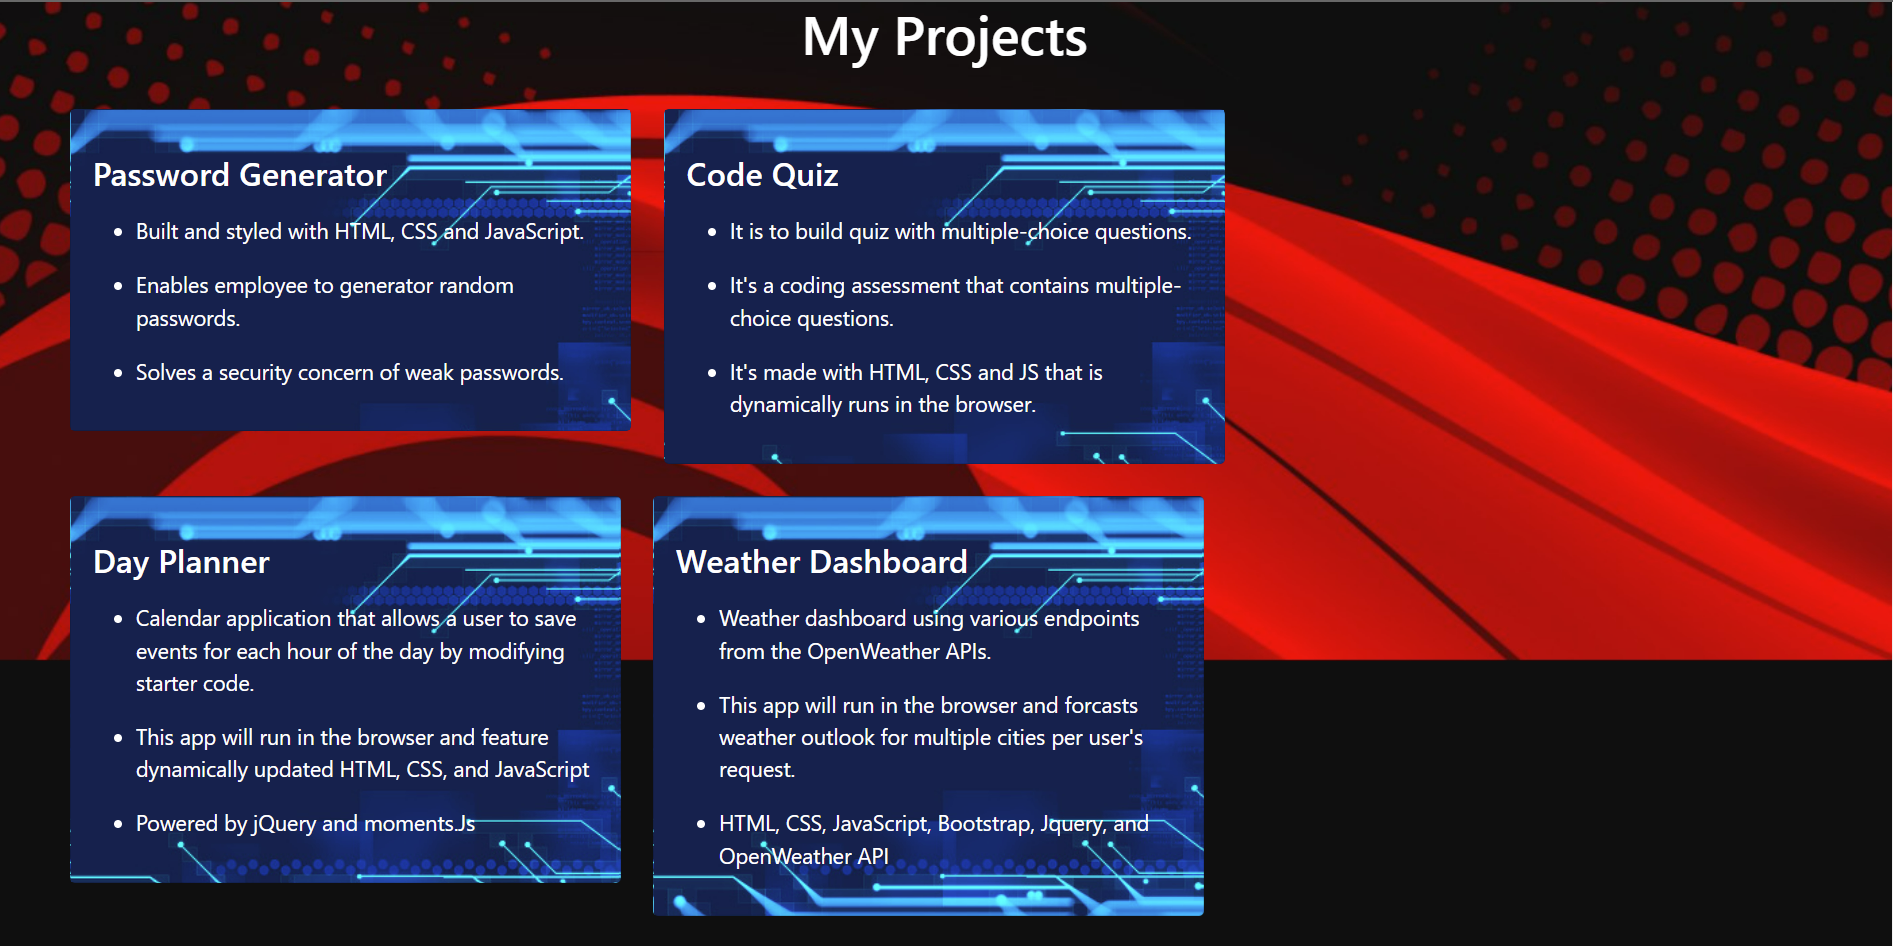 My Projects
Password Generator
• Built and styled with HTML, CSS and JavaScript.
• Enables employee to generator random
passwords.
• Solves a security concern of weak passwords.
Code Quiz
• It is to build quiz with multiple-choice questions.
• It's a coding assessment that contains multiple-
choice questions.
• It's made with HTML, CSS and JS that is
dynamically runs in the browser.
Day Planner
• Calendar application that allows a user to save
events for each hour of the day by modifying
starter code.
• This app will run in the browser and feature
dynamically updated HTML, CSS, and JavaScript
• Powered by jQuery and moments.Js
Weather Dashboard
• Weather dashboard using various endpoints
from the OpenWeather APIs.
• This app will run in the browser and forcasts
weather outlook for multiple cities per user's
request.
• HTML, CSS, JavaScript, Bootstrap, Jquery, and
OpenWeather API